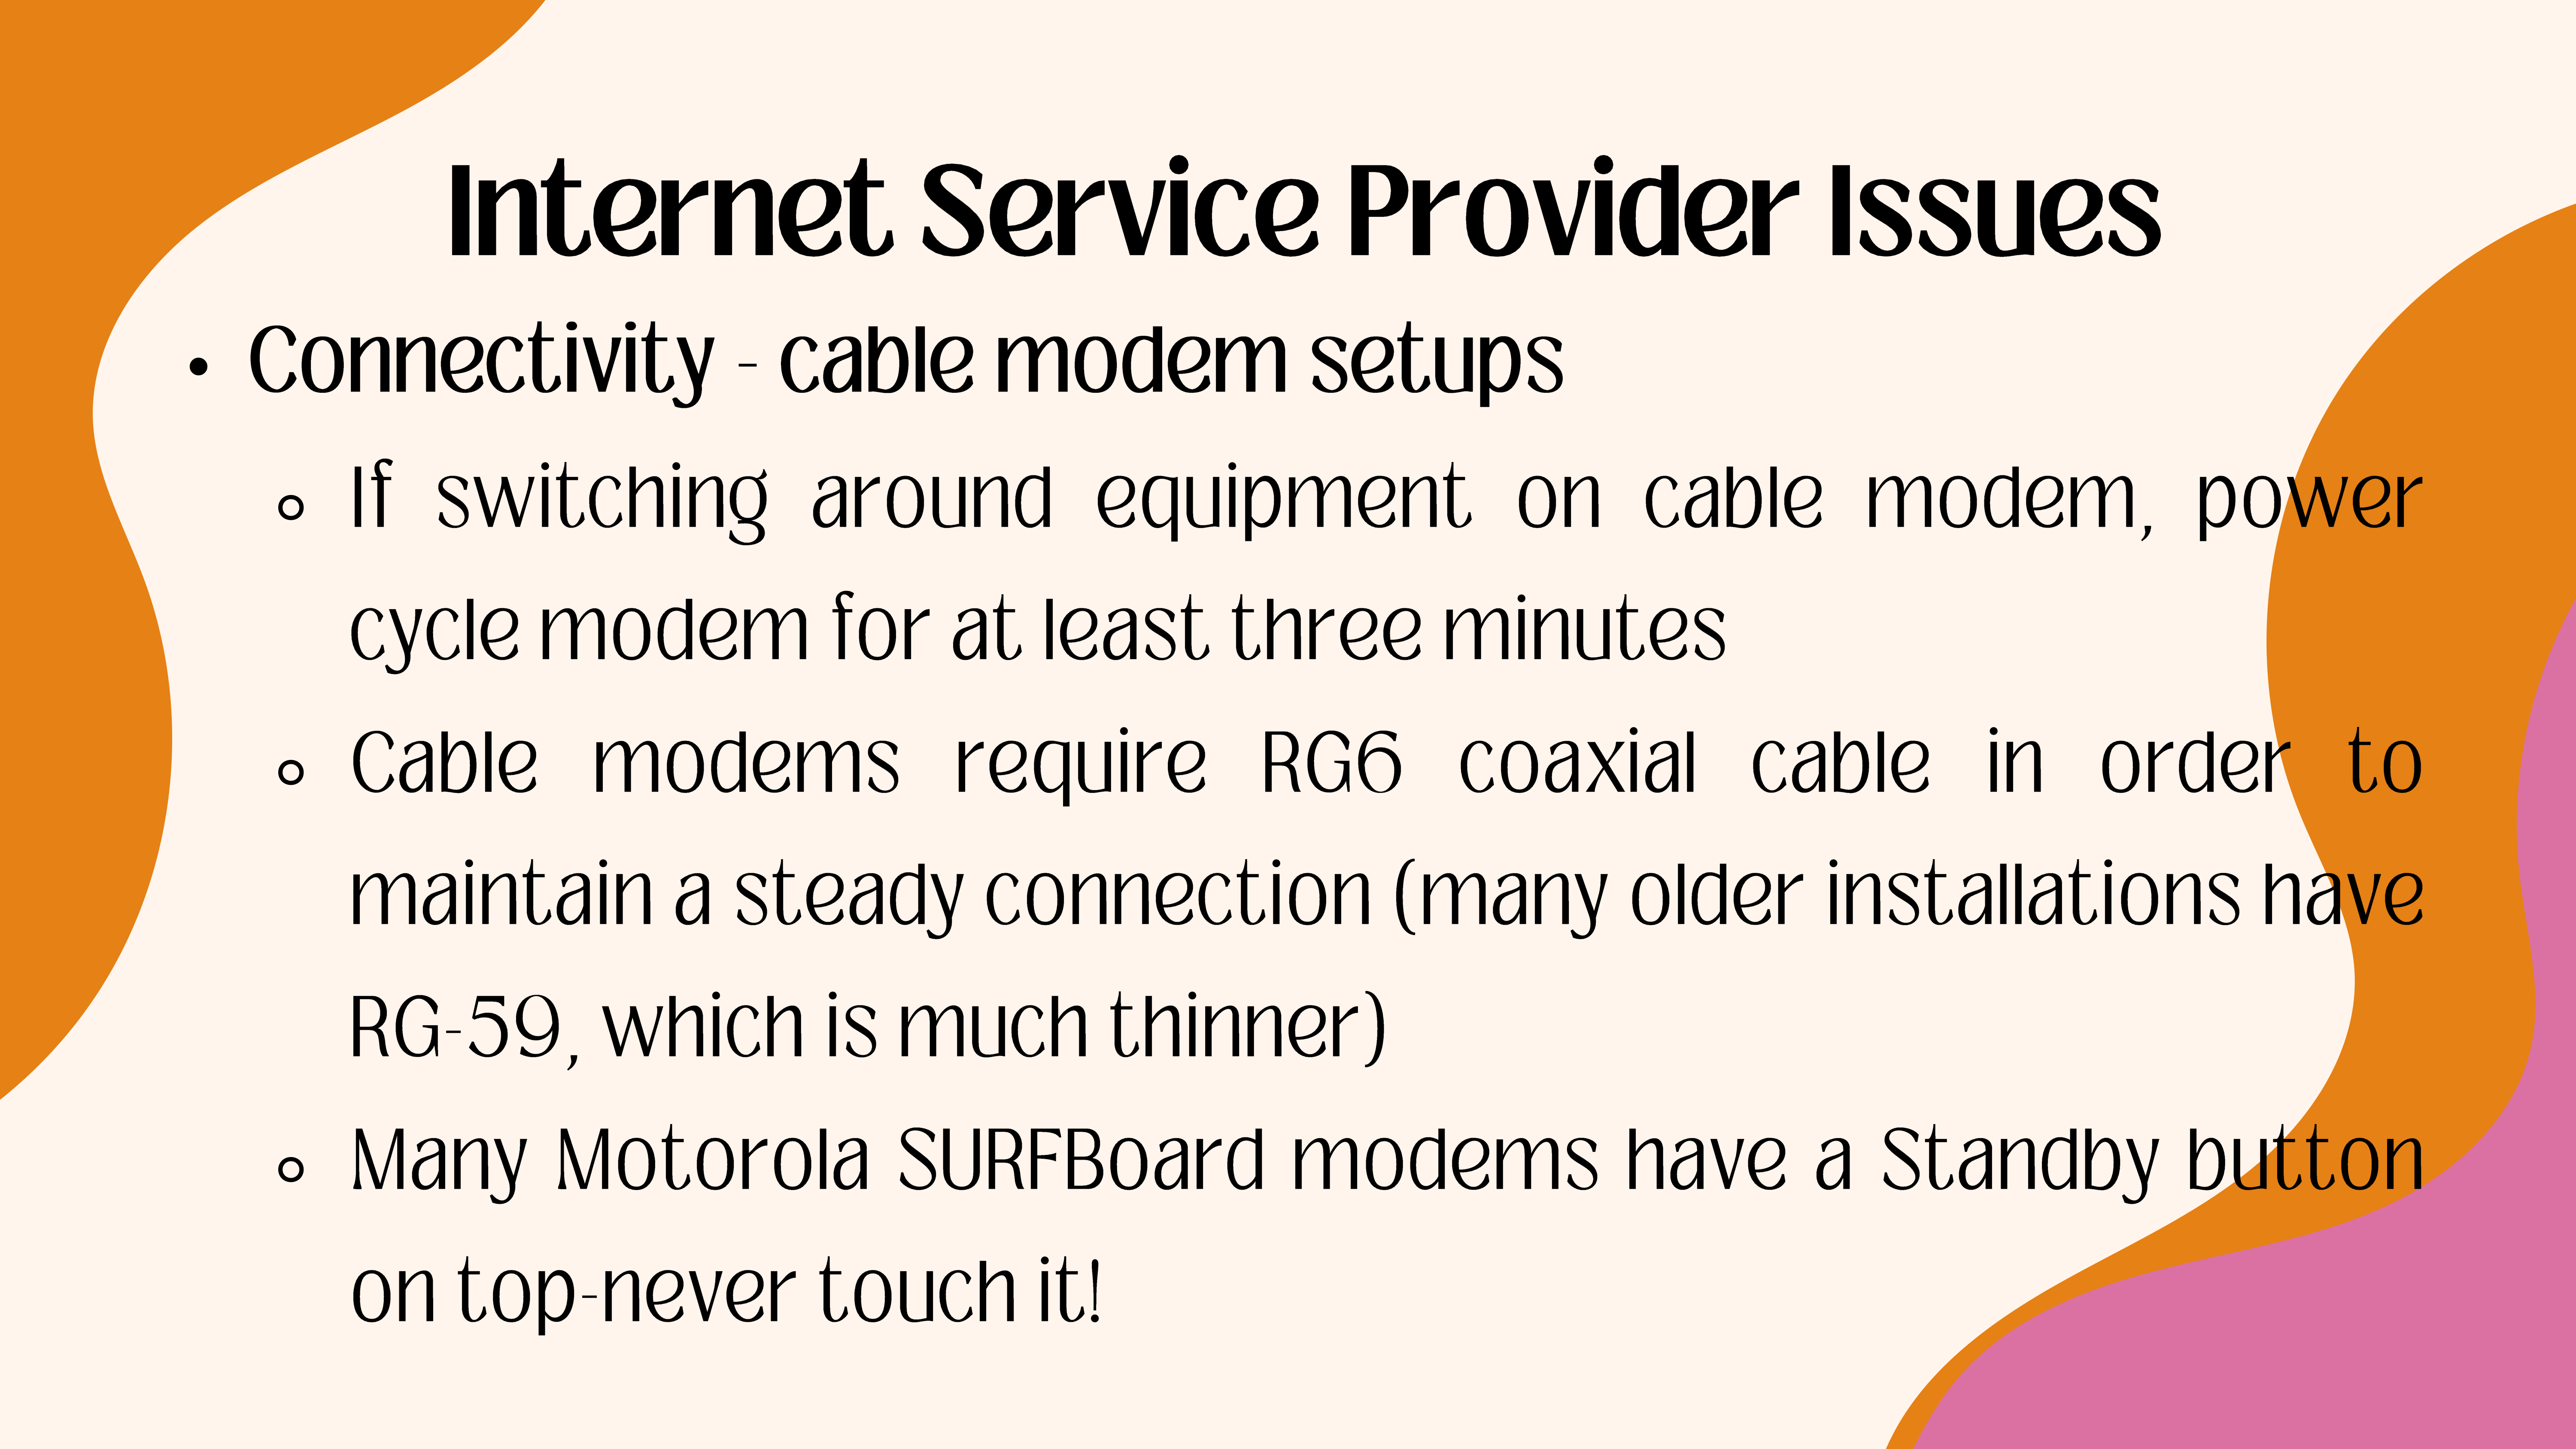 Internet Service Provider Issues
• Connectivity - cable modem setups
If switching around equipment on cable modem, power
cycle modem for at least three minutes
Cable modems require RG6 coaxial cable in order to
maintain a steady connection (many older installations have
RG-59, which is much thinner)
Many Motorola SURFBoard modems have a Standby button
on top-never touch it!